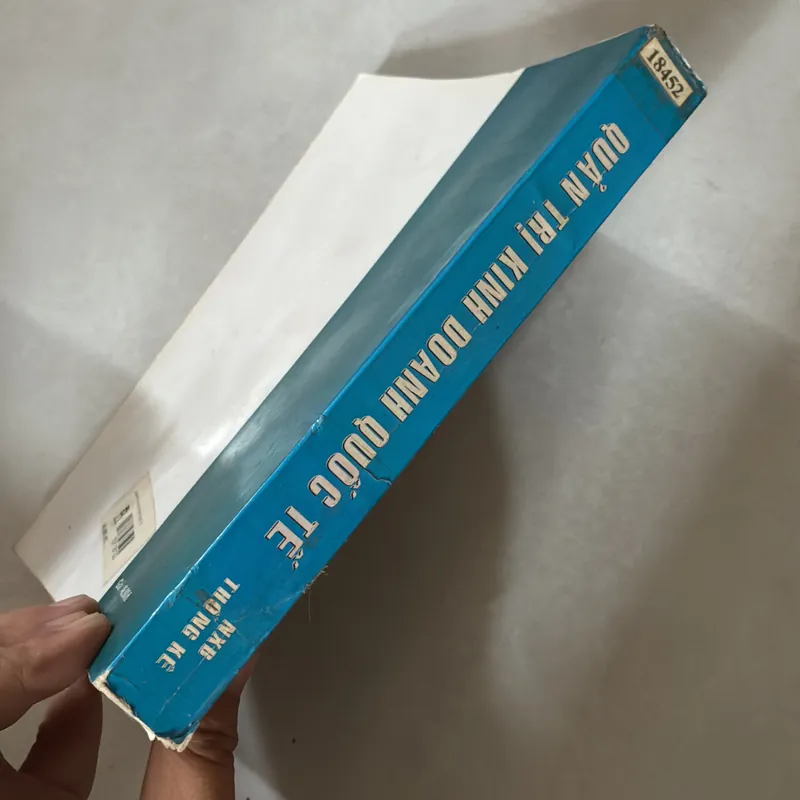 18452
QUẢN TRỊ KINH DOANH QUỐC TẾ
NXB
THỐNG KÊ